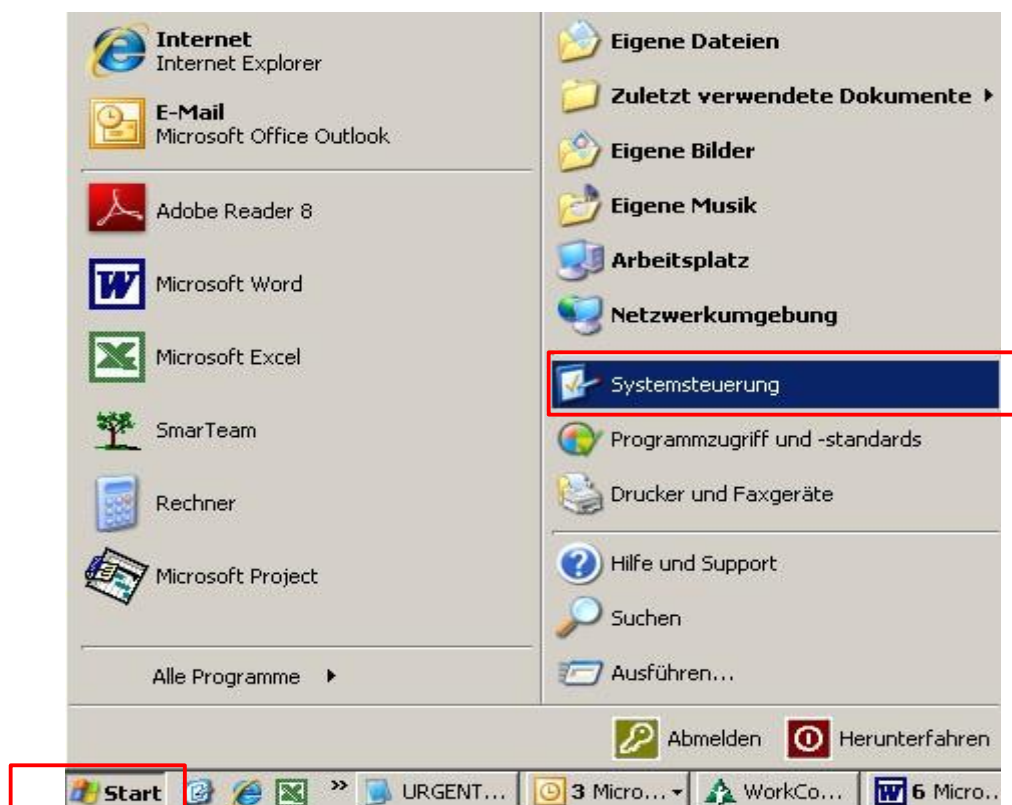 Internet
Internet Explorer
E-Mail
Microsoft Office Outlook
Adobe Reader 8
Microsoft Word
Microsoft Excel
SmarTeam
Rechner
Microsoft Project
Alle Programme
Eigene Dateien
Zuletzt verwendete Dokumente
Eigene Bilder
Eigene Musik
Arbeitsplatz
Netzwerkumgebung
Systemsteuerung
Programmzugriff und -standards
Drucker und Faxgeräte
Hilfe und Support
Suchen
Ausführen...
Abmelden Herunterfahren
Start » URGENT... 3 Micro... WorkCo... 6 Micro..